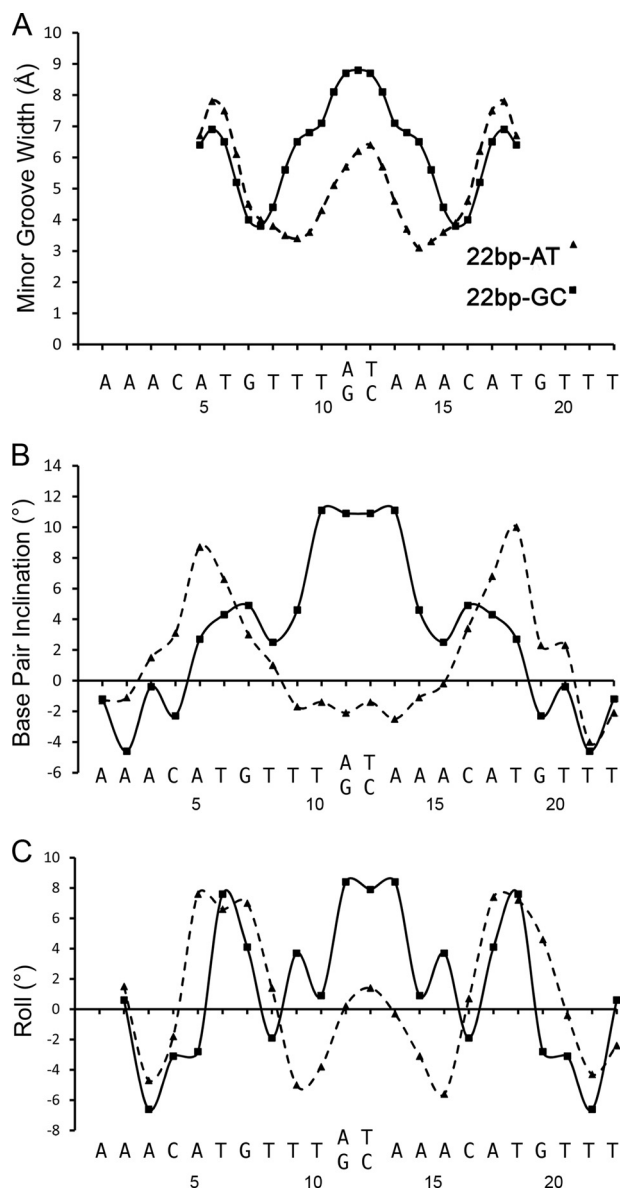 A
Minor Groove Width (Å)
10
9
8
7
6
5
4
3
2
1
0
22bp-AT
22bp-GC
A T
A A A C A T G T T T A A A C A T G T T T
G C
5 10 15 20
B
Base Pair Inclination (°)
14
12
10
8
6
4
2
0
-2
-4
-6
A T
A A A C A T G T T T A A A C A T G T T T
G C
5 10 15 20
C
Roll (°)
10
8
6
4
2
0
-2
-4
-6
-8
A T
A A A C A T G T T T A A A C A T G T T T
G C
5 10 15 20